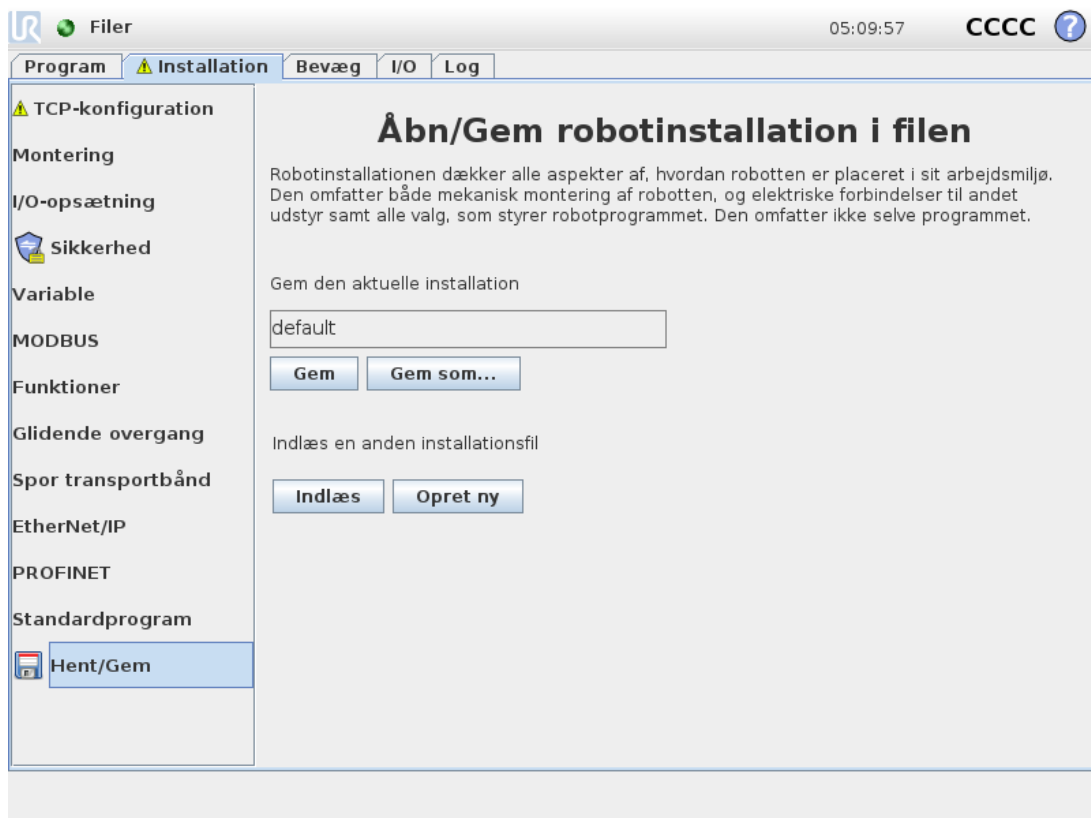 UR Filer 05:09:57 CCCC ?
Program Installation Bevæg I/O Log
TCP-konfiguration
Montering
I/O-opsætning
Sikkerhed
Variable
MODBUS
Funktioner
Glidende overgang
Spor transportbånd
EtherNet/IP
PROFINET
Standardprogram
Hent/Gem
Åbn/Gem robotinstallation i filen
Robotinstallationen dækker alle aspekter af, hvordan robotten er placeret i sit arbejdsmiljø.
Den omfatter både mekanisk montering af robotten, og elektriske forbindelser til andet
udstyr samt alle valg, som styrer robotprogrammet. Den omfatter ikke selve programmet.
Gem den aktuelle installation
default
Gem Gem som...
Indlæs en anden installationsfil
Indlæs Opret ny